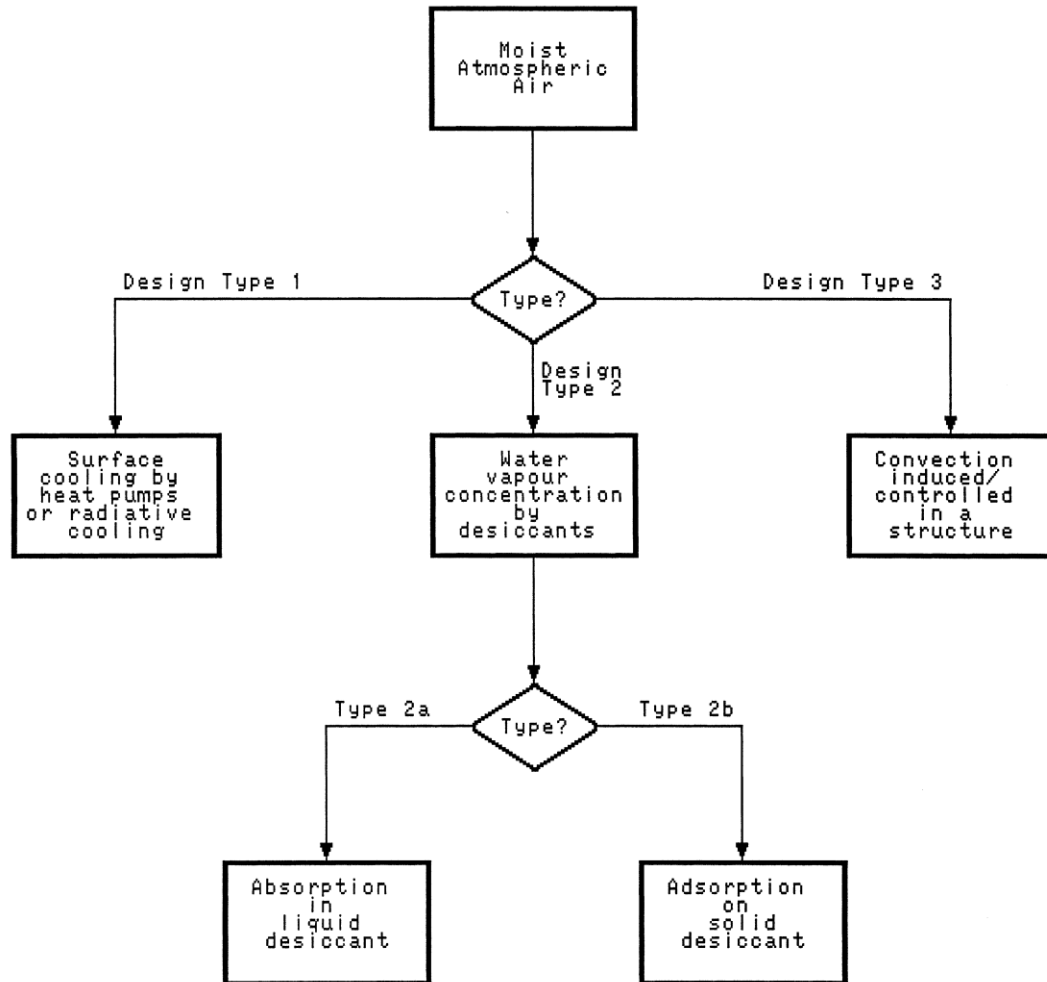 Moist
Atmospheric
Air
Design Type 1
Type?
Design Type 3
Design
Type 2
Surface
cooling by
heat pumps
or radiative
cooling
Water
vapour
concentration
by
desiccants
Convection
induced/
controlled
in a
structure
Type 2a
Type?
Type 2b
Absorption
in
liquid
desiccant
Adsorption
on
solid
desiccant